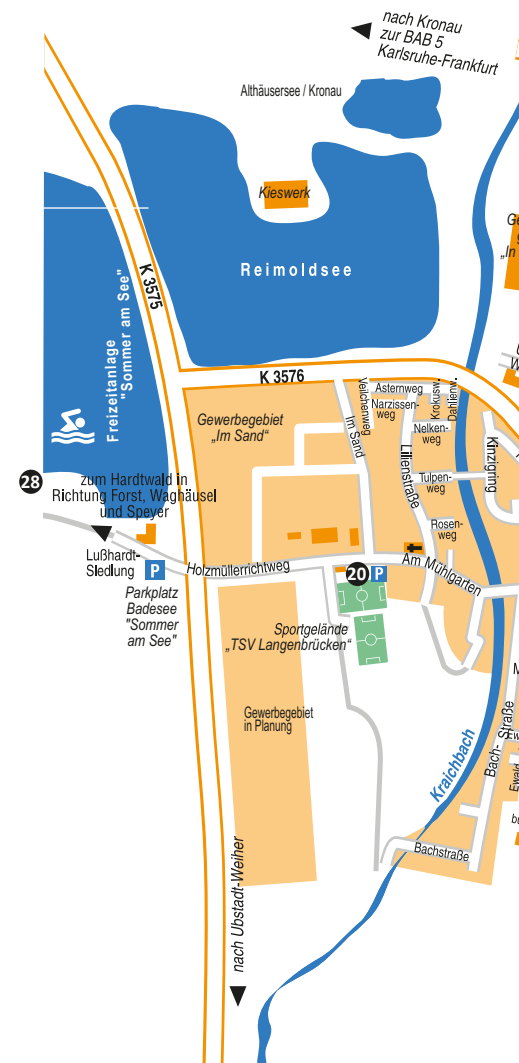 nach Kronau
zur BAB 5
Karlsruhe-Frankfurt
Althäusersee / Kronau
Kieswerk
Reimoldsee
K 3575
Freizeitanlage
"Sommer am See"
K 3576
Gewerbegebiet
„Im Sand“
Veilchenweg
Im Sand
Asternweg
Narzissen-
weg
Krokusw.
Dahlienw.
Nelken-
weg
Lilienstraße
Kinzigring
Tulpen-
weg
Rosen-
weg
28
zum Hardtwald in
Richtung Forst, Waghäusel
und Speyer
Lußhardt-
Siedlung
P
Holzmüllerrichtweg
20
P
Am Mühlgarten
Parkplatz
Badesee
"Sommer
am See"
Sportgelände
„TSV Langenbrücken“
Gewerbegebiet
in Planung
Bach- Straße
Ewald
Kraichbach
Bachstraße
nach Ubstadt-Weiher